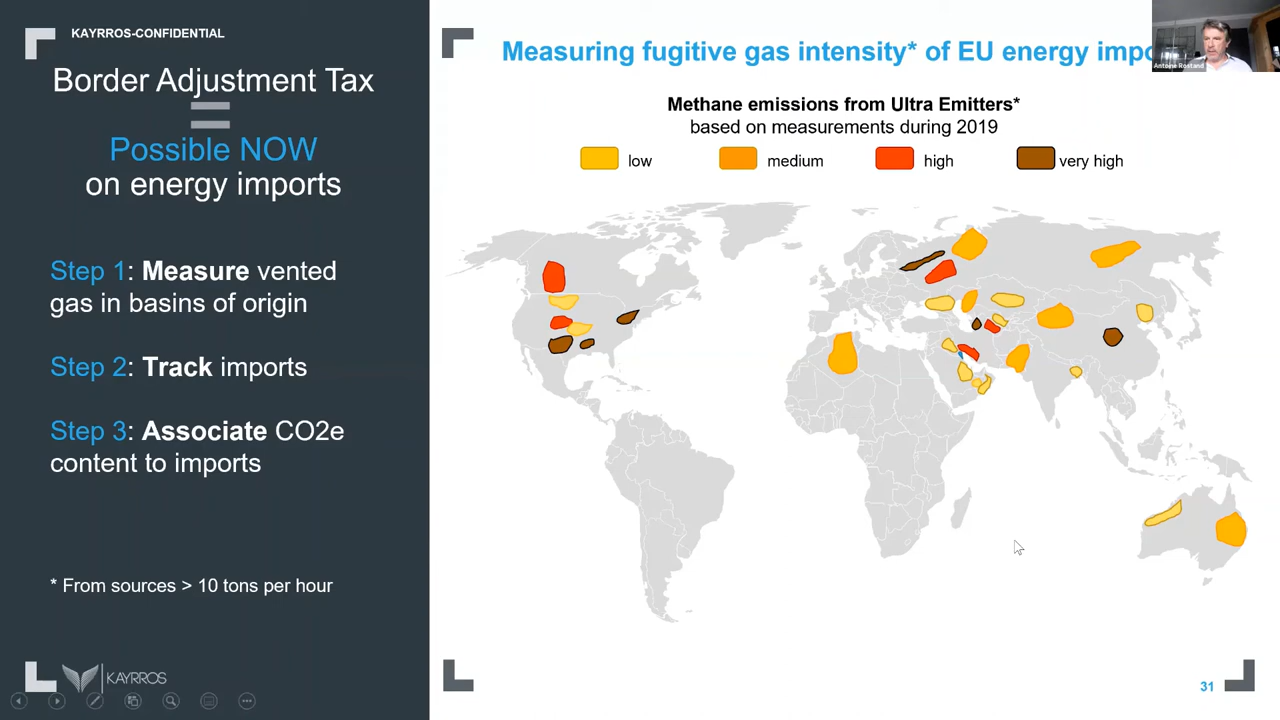 KAYRROS-CONFIDENTIAL
Border Adjustment Tax
=
Possible NOW
on energy imports
Step 1: Measure vented
gas in basins of origin
Step 2: Track imports
Step 3: Associate CO2e
content to imports
* From sources > 10 tons per hour
KAYRROS
Measuring fugitive gas intensity* of EU energy impo
Antoine Rostand
Methane emissions from Ultra Emitters*
based on measurements during 2019
low medium high very high
31